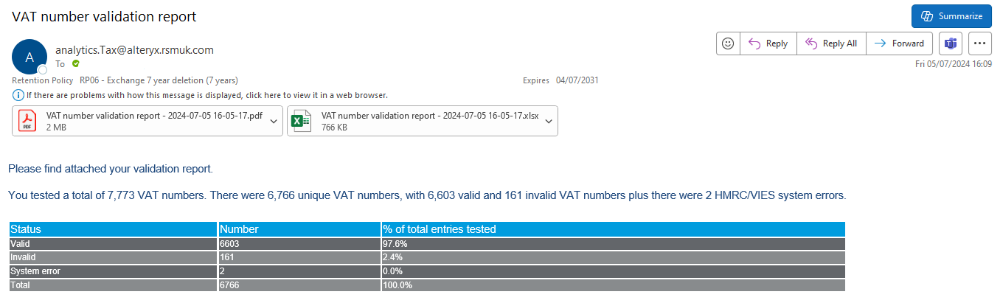 VAT number validation report
Summarize
A
analytics.Tax@alteryx.rsmuk.com
To
Reply
Reply All
Forward
Fri 05/07/2024 16:09
Retention Policy RP06 - Exchange 7 year deletion (7 years) Expires 04/07/2031
If there are problems with how this message is displayed, click here to view it in a web browser.
PDF
VAT number validation report - 2024-07-05 16-05-17.pdf
2 MB
VAT number validation report - 2024-07-05 16-05-17.xlsx
766 KB
Please find attached your validation report.
You tested a total of 7,773 VAT numbers. There were 6,766 unique VAT numbers, with 6,603 valid and 161 invalid VAT numbers plus there were 2 HMRC/VIES system errors.
Status Number % of total entries tested
Valid 6603 97.6%
Invalid 161 2.4%
System error 2 0.0%
Total 6766 100.0%